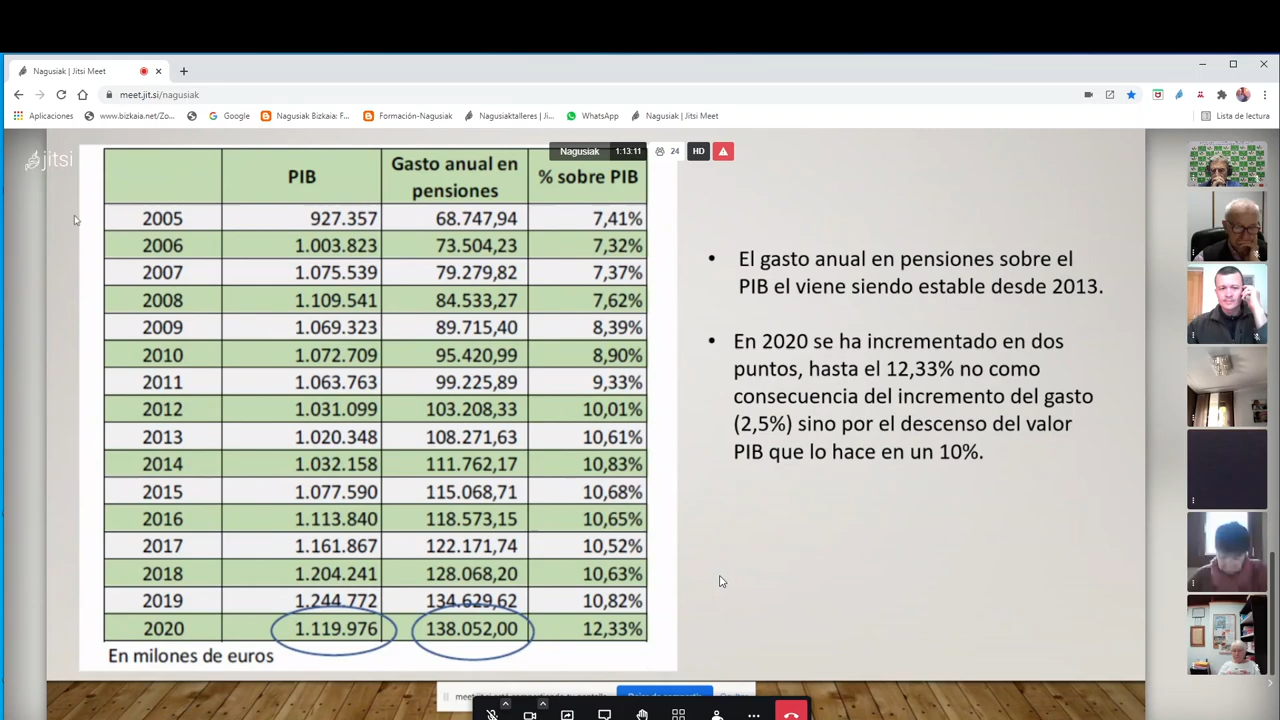 Nagusiak | Jitsi Meet
meet.jit.si/nagusiak
Aplicaciones www.bizkaia.net/Zo... Google Nagusiak Bizkaia: F... Formación-Nagusiak Nagusiaktalleres | Ji... WhatsApp Nagusiak | Jitsi Meet Lista de lectura
jitsi
Nagusiak 1:13:11 24 HD
PIB Gasto anual en pensiones % sobre PIB
2005 927.357 68.747,94 7,41%
2006 1.003.823 73.504,23 7,32%
2007 1.075.539 79.279,82 7,37%
2008 1.109.541 84.533,27 7,62%
2009 1.069.323 89.715,40 8,39%
2010 1.072.709 95.420,99 8,90%
2011 1.063.763 99.225,89 9,33%
2012 1.031.099 103.208,33 10,01%
2013 1.020.348 108.271,63 10,61%
2014 1.032.158 111.762,17 10,83%
2015 1.077.590 115.068,71 10,68%
2016 1.113.840 118.573,15 10,65%
2017 1.161.867 122.171,74 10,52%
2018 1.204.241 128.068,20 10,63%
2019 1.244.772 134.629,62 10,82%
2020 1.119.976 138.052,00 12,33%
En milones de euros
• El gasto anual en pensiones sobre el
PIB el viene siendo estable desde 2013.
• En 2020 se ha incrementado en dos
puntos, hasta el 12,33% no como
consecuencia del incremento del gasto
(2,5%) sino por el descenso del valor
PIB que lo hace en un 10%.